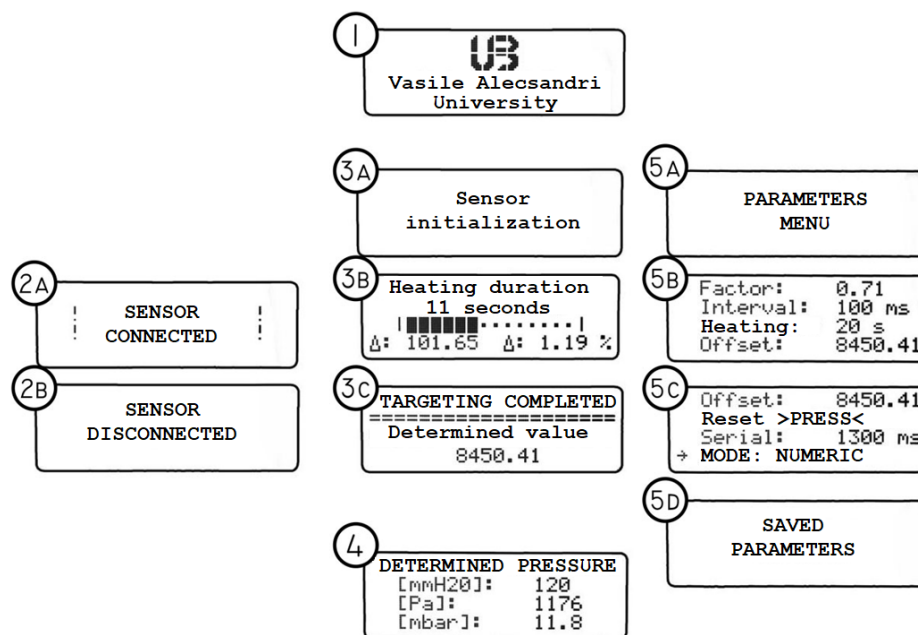 1
UB
Vasile Alecsandri
University
2A
SENSOR
CONNECTED
2B
SENSOR
DISCONNECTED
3A
Sensor
initialization
3B
Heating duration
11 seconds
Δ: 101.65 Δ: 1.19 %
3C
TARGETING COMPLETED
Determined value
8450.41
4
DETERMINED PRESSURE
[mmH20]: 120
[Pa]: 1176
[mbar]: 11.8
5A
PARAMETERS
MENU
5B
Factor: 0.71
Interval: 100 ms
Heating: 20 s
Offset: 8450.41
5C
Offset: 8450.41
Reset >PRESS<
Serial: 1300 ms
→ MODE: NUMERIC
5D
SAVED
PARAMETERS